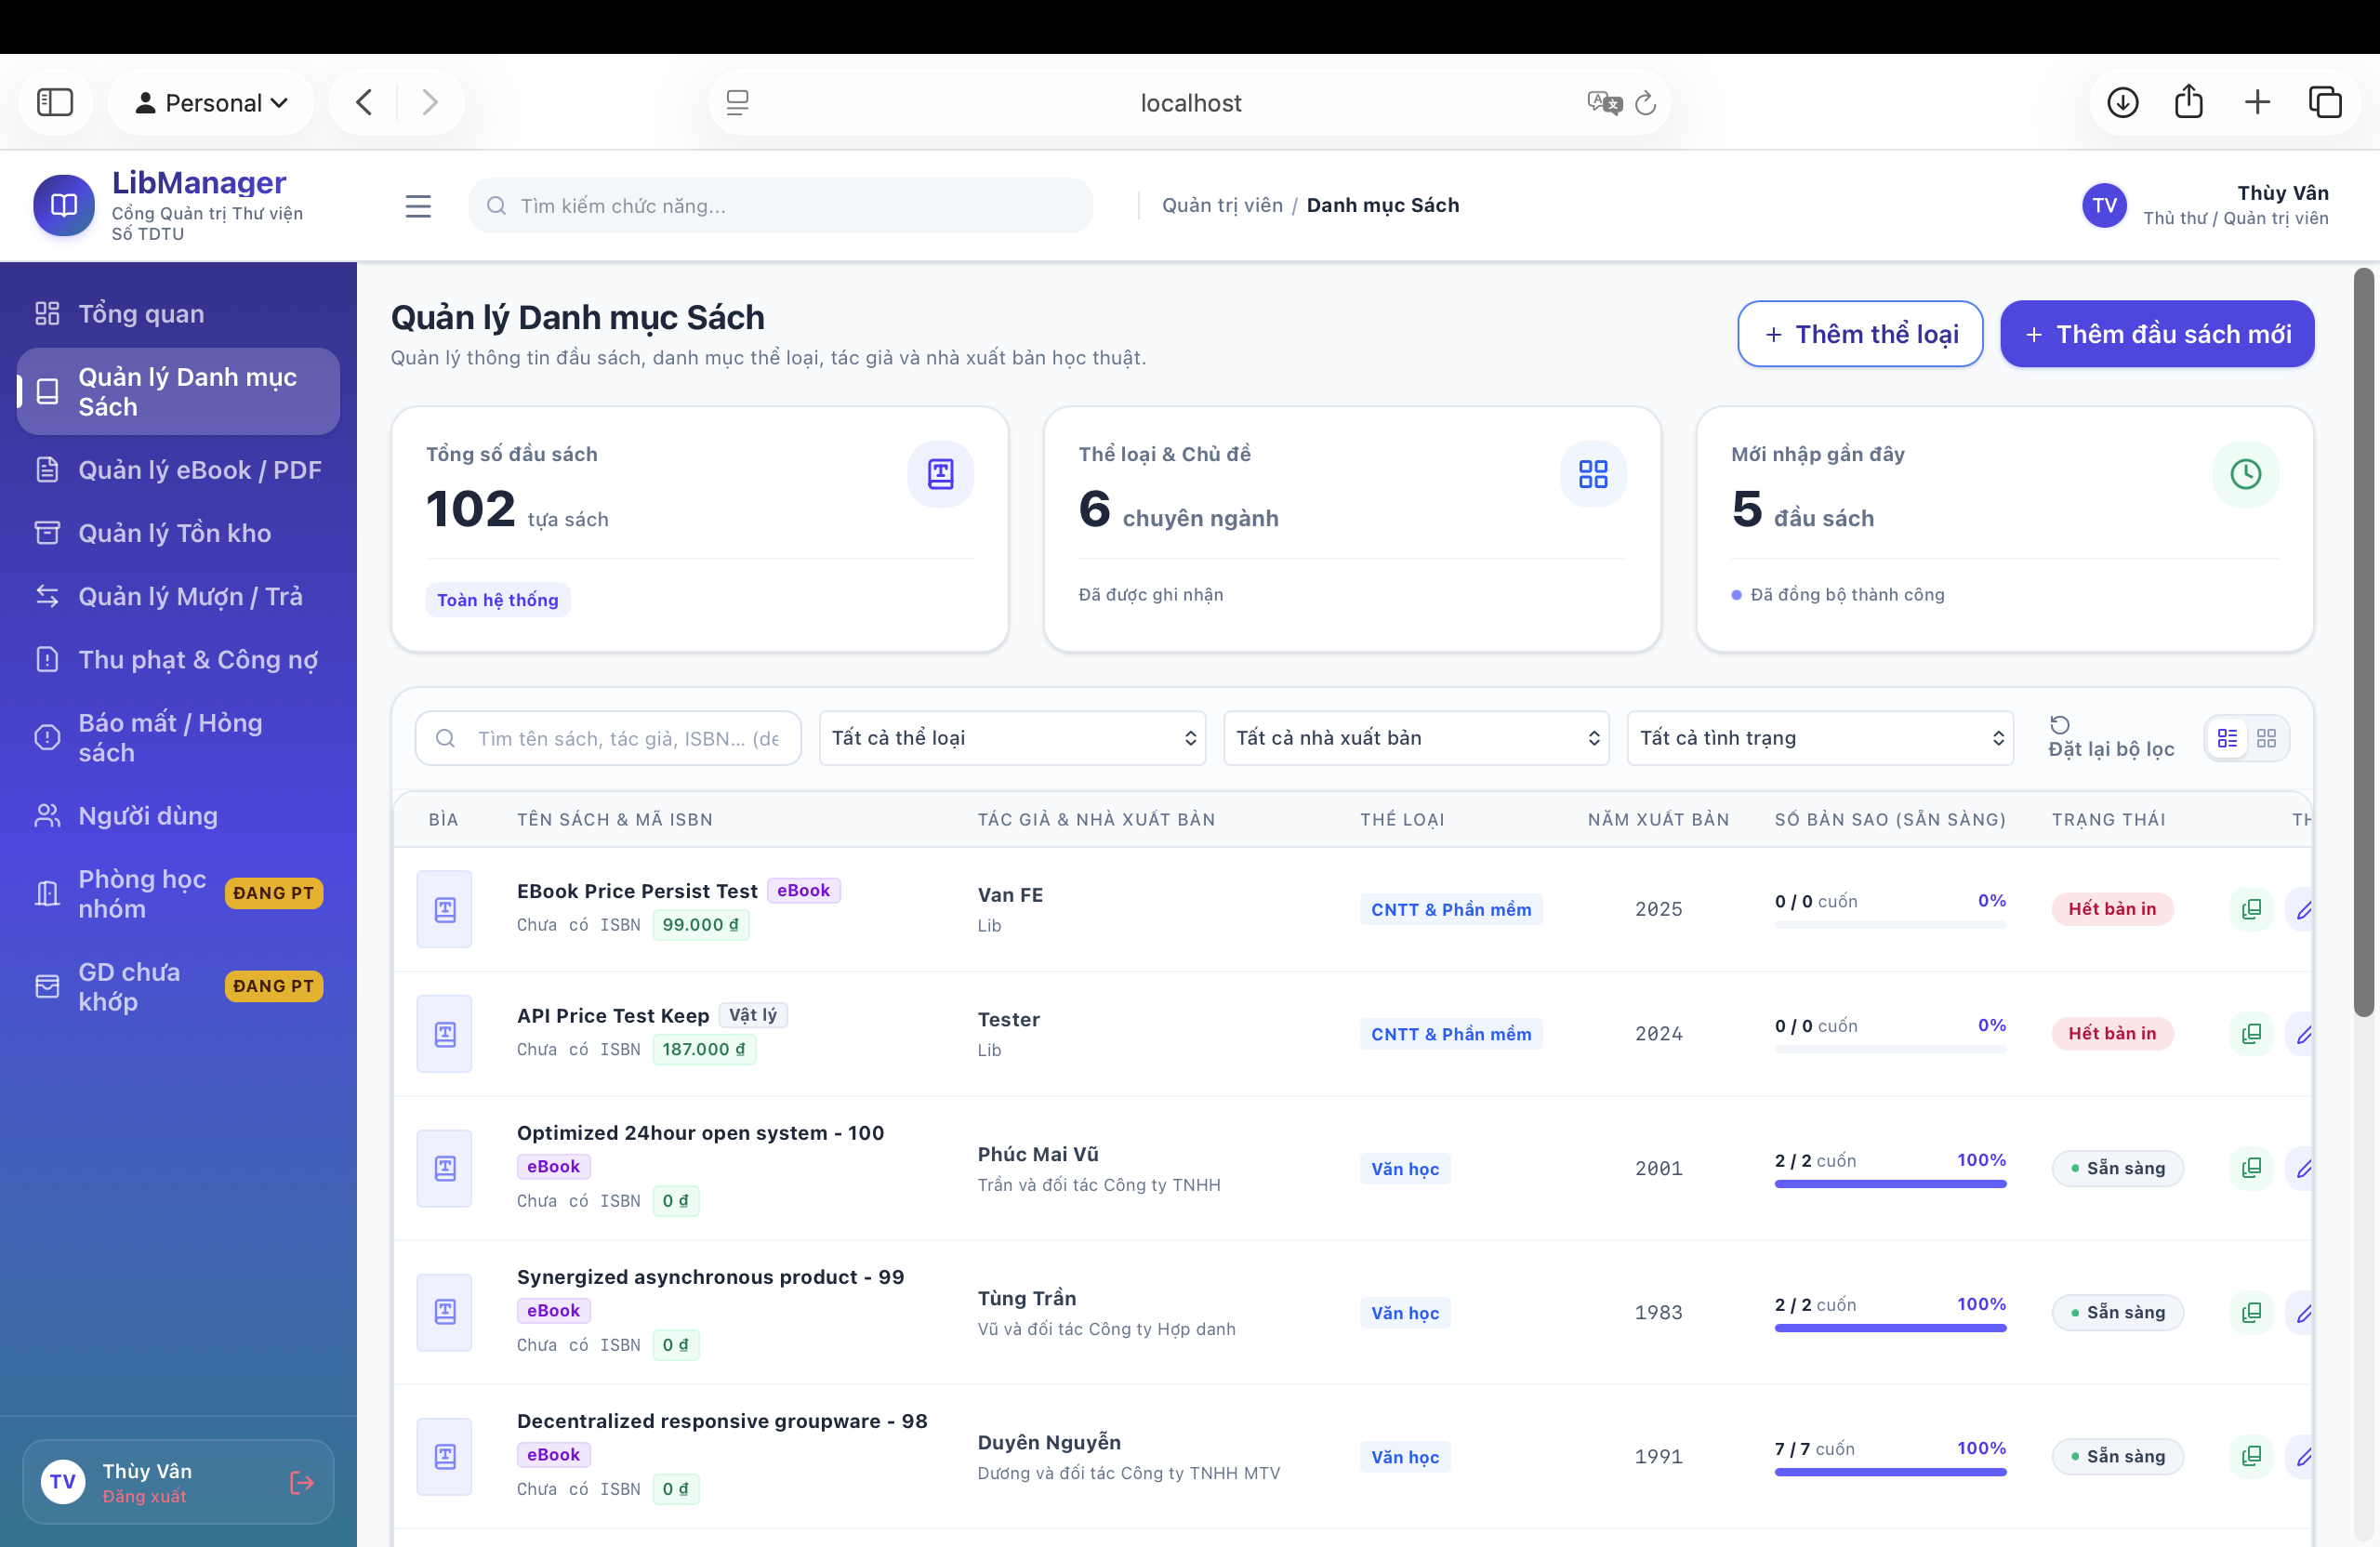 Personal
localhost
LibManager
Cổng Quản trị Thư viện
Số TDTU
Tìm kiếm chức năng...
Quản trị viên / Danh mục Sách
TV
Thùy Vân
Thủ thư / Quản trị viên
Tổng quan
Quản lý Danh mục
Sách
Quản lý eBook / PDF
Quản lý Tồn kho
Quản lý Mượn / Trả
Thu phạt & Công nợ
Báo mất / Hỏng
sách
Người dùng
Phòng học
nhóm
ĐANG PT
GD chưa
khớp
ĐANG PT
TV
Thùy Vân
Đăng xuất
Quản lý Danh mục Sách
Quản lý thông tin đầu sách, danh mục thể loại, tác giả và nhà xuất bản học thuật.
+ Thêm thể loại
+ Thêm đầu sách mới
Tổng số đầu sách
102 tựa sách
Toàn hệ thống
Thể loại & Chủ đề
6 chuyên ngành
Đã được ghi nhận
Mới nhập gần đây
5 đầu sách
Đã đồng bộ thành công
Tìm tên sách, tác giả, ISBN... (de
Tất cả thể loại
Tất cả nhà xuất bản
Tất cả tình trạng
Đặt lại bộ lọc
BÌA TÊN SÁCH & MÃ ISBN TÁC GIẢ & NHÀ XUẤT BẢN THỂ LOẠI NĂM XUẤT BẢN SỐ BẢN SAO (SẴN SÀNG) TRẠNG THÁI TH
EBook Price Persist Test eBook
Chưa có ISBN 99.000 ₫
Van FE
Lib
CNTT & Phần mềm
2025
0 / 0 cuốn 0%
Hết bản in
API Price Test Keep Vật lý
Chưa có ISBN 187.000 ₫
Tester
Lib
CNTT & Phần mềm
2024
0 / 0 cuốn 0%
Hết bản in
Optimized 24hour open system - 100
eBook
Chưa có ISBN 0 ₫
Phúc Mai Vũ
Trần và đối tác Công ty TNHH
Văn học
2001
2 / 2 cuốn 100%
Sẵn sàng
Synergized asynchronous product - 99
eBook
Chưa có ISBN 0 ₫
Tùng Trần
Vũ và đối tác Công ty Hợp danh
Văn học
1983
2 / 2 cuốn 100%
Sẵn sàng
Decentralized responsive groupware - 98
eBook
Chưa có ISBN 0 ₫
Duyên Nguyễn
Dương và đối tác Công ty TNHH MTV
Văn học
1991
7 / 7 cuốn 100%
Sẵn sàng